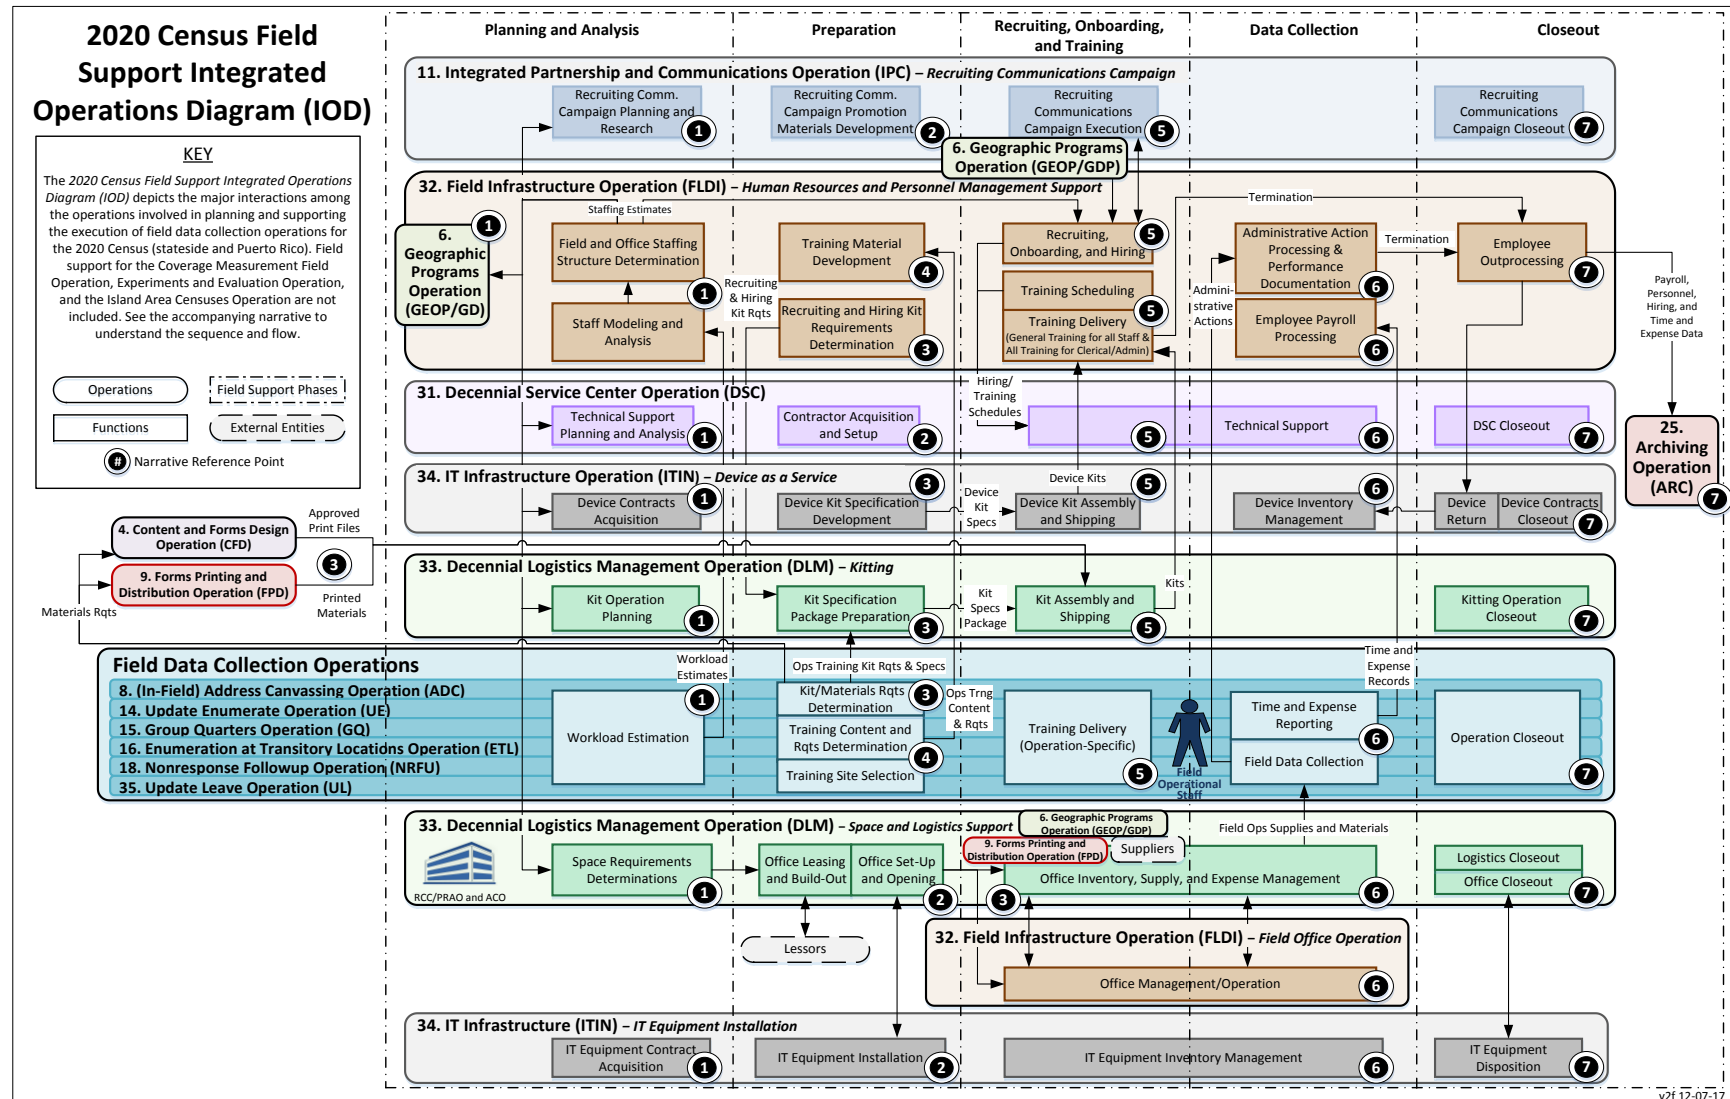 2020 Census Field
Support Integrated
Operations Diagram (IOD)
KEY
The 2020 Census Field Support Integrated Operations
Diagram (IOD) depicts the major interactions among
the operations involved in planning and supporting
the execution of field data collection operations for
the 2020 Census (stateside and Puerto Rico). Field
support for the Coverage Measurement Field
Operation, Experiments and Evaluation Operation,
and the Island Area Censuses Operation are not
included. See the accompanying narrative to
understand the sequence and flow.
Operations
Field Support Phases
Functions
External Entities
# Narrative Reference Point
Planning and Analysis
Preparation
Recruiting, Onboarding,
and Training
Data Collection
Closeout
11. Integrated Partnership and Communications Operation (IPC) – Recruiting Communications Campaign
Recruiting Comm.
Campaign Planning and
Research
1
Recruiting Comm.
Campaign Promotion
Materials Development
2
Recruiting
Communications
Campaign Execution
5
Recruiting
Communications
Campaign Closeout
7
6. Geographic Programs
Operation (GEOP/GDP)
32. Field Infrastructure Operation (FLDI) – Human Resources and Personnel Management Support
Staffing Estimates
Termination
1
6.
Geographic
Programs
Operation
(GEOP/GD)
Field and Office Staffing
Structure Determination
1
Staff Modeling and
Analysis
Recruiting
& Hiring
Kit Rqts
Training Material
Development
4
Recruiting and Hiring Kit
Requirements
Determination
3
Recruiting,
Onboarding, and Hiring
5
Training Scheduling
5
Training Delivery
(General Training for all Staff &
All Training for Clerical/Admin)
Admini-
strative
Actions
Administrative Action
Processing &
Performance
Documentation
6
Employee Payroll
Processing
6
Termination
Employee
Outprocessing
7
Payroll,
Personnel,
Hiring, and
Time and
Expense Data
31. Decennial Service Center Operation (DSC)
Technical Support
Planning and Analysis
1
Contractor Acquisition
and Setup
2
Hiring/
Training
Schedules
5
Technical Support
6
DSC Closeout
7
25.
Archiving
Operation
(ARC)
7
34. IT Infrastructure Operation (ITIN) – Device as a Service
Device Contracts
Acquisition
1
Device Kit Specification
Development
3
Device
Kit
Specs
Device Kits
Device Kit Assembly
and Shipping
5
Device Inventory
Management
6
Device
Return
Device Contracts
Closeout
7
Approved
Print Files
4. Content and Forms Design
Operation (CFD)
3
9. Forms Printing and
Distribution Operation (FPD)
Printed
Materials
Materials Rqts
33. Decennial Logistics Management Operation (DLM) – Kitting
Kit Operation
Planning
1
Kit Specification
Package Preparation
3
Kit
Specs
Package
Kit Assembly and
Shipping
5
Kits
Kitting Operation
Closeout
7
Field Data Collection Operations
8. (In-Field) Address Canvassing Operation (ADC)
14. Update Enumerate Operation (UE)
15. Group Quarters Operation (GQ)
16. Enumeration at Transitory Locations Operation (ETL)
18. Nonresponse Followup Operation (NRFU)
35. Update Leave Operation (UL)
Workload
Estimates
1
Workload Estimation
Ops Training Kit Rqts & Specs
Kit/Materials Rqts
Determination
3
Training Content and
Rqts Determination
4
Training Site Selection
Ops Trng
Content
& Rqts
Training Delivery
(Operation-Specific)
5
Field
Operational
Staff
Time and
Expense
Records
Time and Expense
Reporting
6
Field Data Collection
Operation Closeout
7
33. Decennial Logistics Management Operation (DLM) – Space and Logistics Support
6. Geographic Programs
Operation (GEOP/GDP)
9. Forms Printing and
Distribution Operation (FPD)
Suppliers
Field Ops Supplies and Materials
RCC/PRAO and ACO
Space Requirements
Determinations
1
Office Leasing
and Build-Out
Office Set-Up
and Opening
2
3
Office Inventory, Supply, and Expense Management
6
Logistics Closeout
Office Closeout
7
Lessors
32. Field Infrastructure Operation (FLDI) – Field Office Operation
Office Management/Operation
6
34. IT Infrastructure (ITIN) – IT Equipment Installation
IT Equipment Contract
Acquisition
1
IT Equipment Installation
2
IT Equipment Inventory Management
6
IT Equipment
Disposition
7
v2f 12-07-17